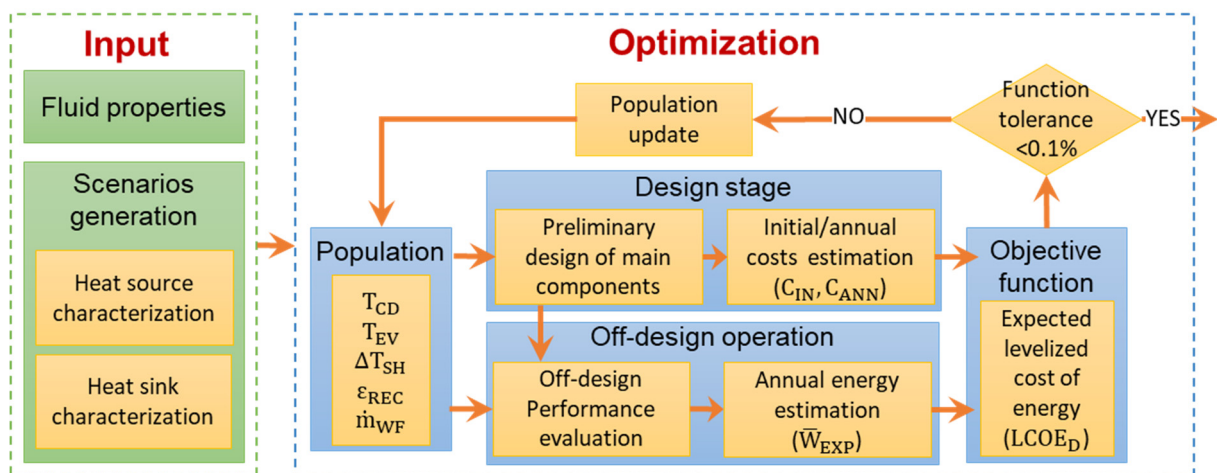 Input
Fluid properties
Scenarios
generation
Heat source
characterization
Heat sink
characterization
Optimization
Population
update
NO
Function
tolerance
<0.1%
YES
Population
T_CD
T_EV
ΔT_SH
ε_REC
ṁ_WF
Design stage
Preliminary
design of main
components
Initial/annual
costs estimation
(C_IN, C_ANN)
Off-design operation
Off-design
Performance
evaluation
Annual energy
estimation
(W̅_EXP)
Objective
function
Expected
levelized
cost of
energy
(LCOE_D)